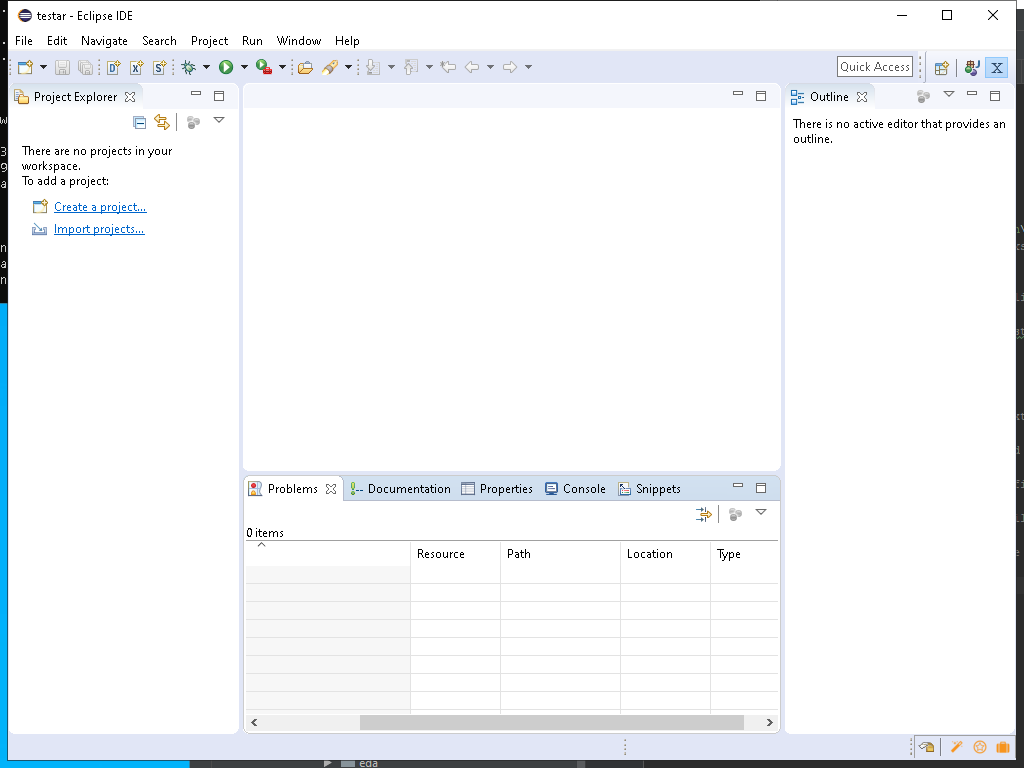 testar - Eclipse IDE
File Edit Navigate Search Project Run Window Help
Quick Access
Project Explorer
There are no projects in your
workspace.
To add a project:
Create a project...
Import projects...
Outline
There is no active editor that provides an
outline.
Problems Documentation Properties Console Snippets
0 items
Resource Path Location Type
eda